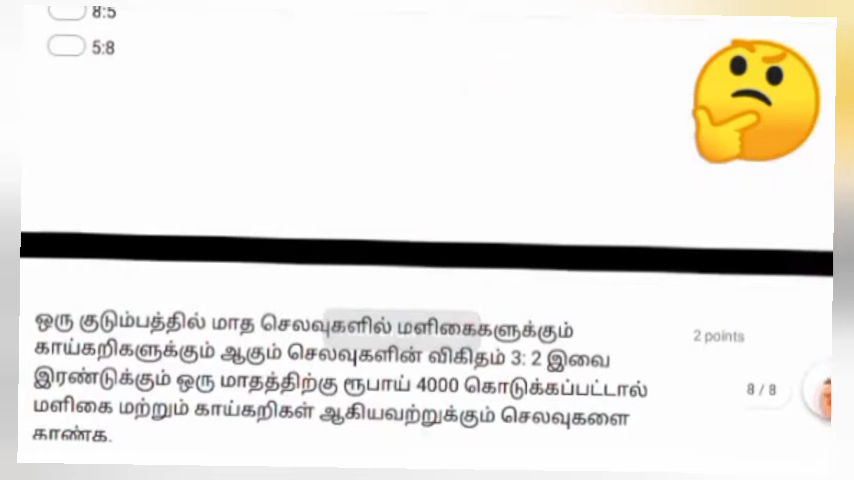 8:5
5:8
ஒரு குடும்பத்தில் மாத செலவுகளில் மளிகைகளுக்கும்
காய்கறிகளுக்கும் ஆகும் செலவுகளின் விகிதம் 3: 2 இவை
இரண்டுக்கும் ஒரு மாதத்திற்கு ரூபாய் 4000 கொடுக்கப்பட்டால்
மளிகை மற்றும் காய்கறிகள் ஆகியவற்றுக்கும் செலவுகளை
காண்க.
2 points
8 / 8